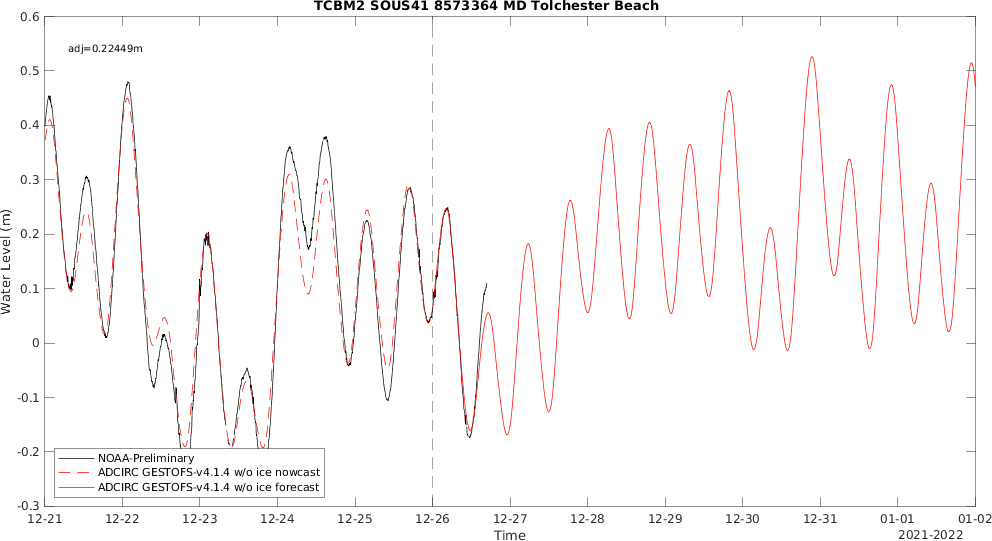 TCBM2 SOUS41 8573364 MD Tolchester Beach
adj=0.22449m
0.6
0.5
0.4
0.3
0.2
0.1
0
-0.1
-0.2
-0.3
Water Level (m)
NOAA-Preliminary
ADCIRC GESTOFS-v4.1.4 w/o ice nowcast
ADCIRC GESTOFS-v4.1.4 w/o ice forecast
12-21 12-22 12-23 12-24 12-25 12-26 12-27 12-28 12-29 12-30 12-31 01-01 01-02
Time
2021-2022